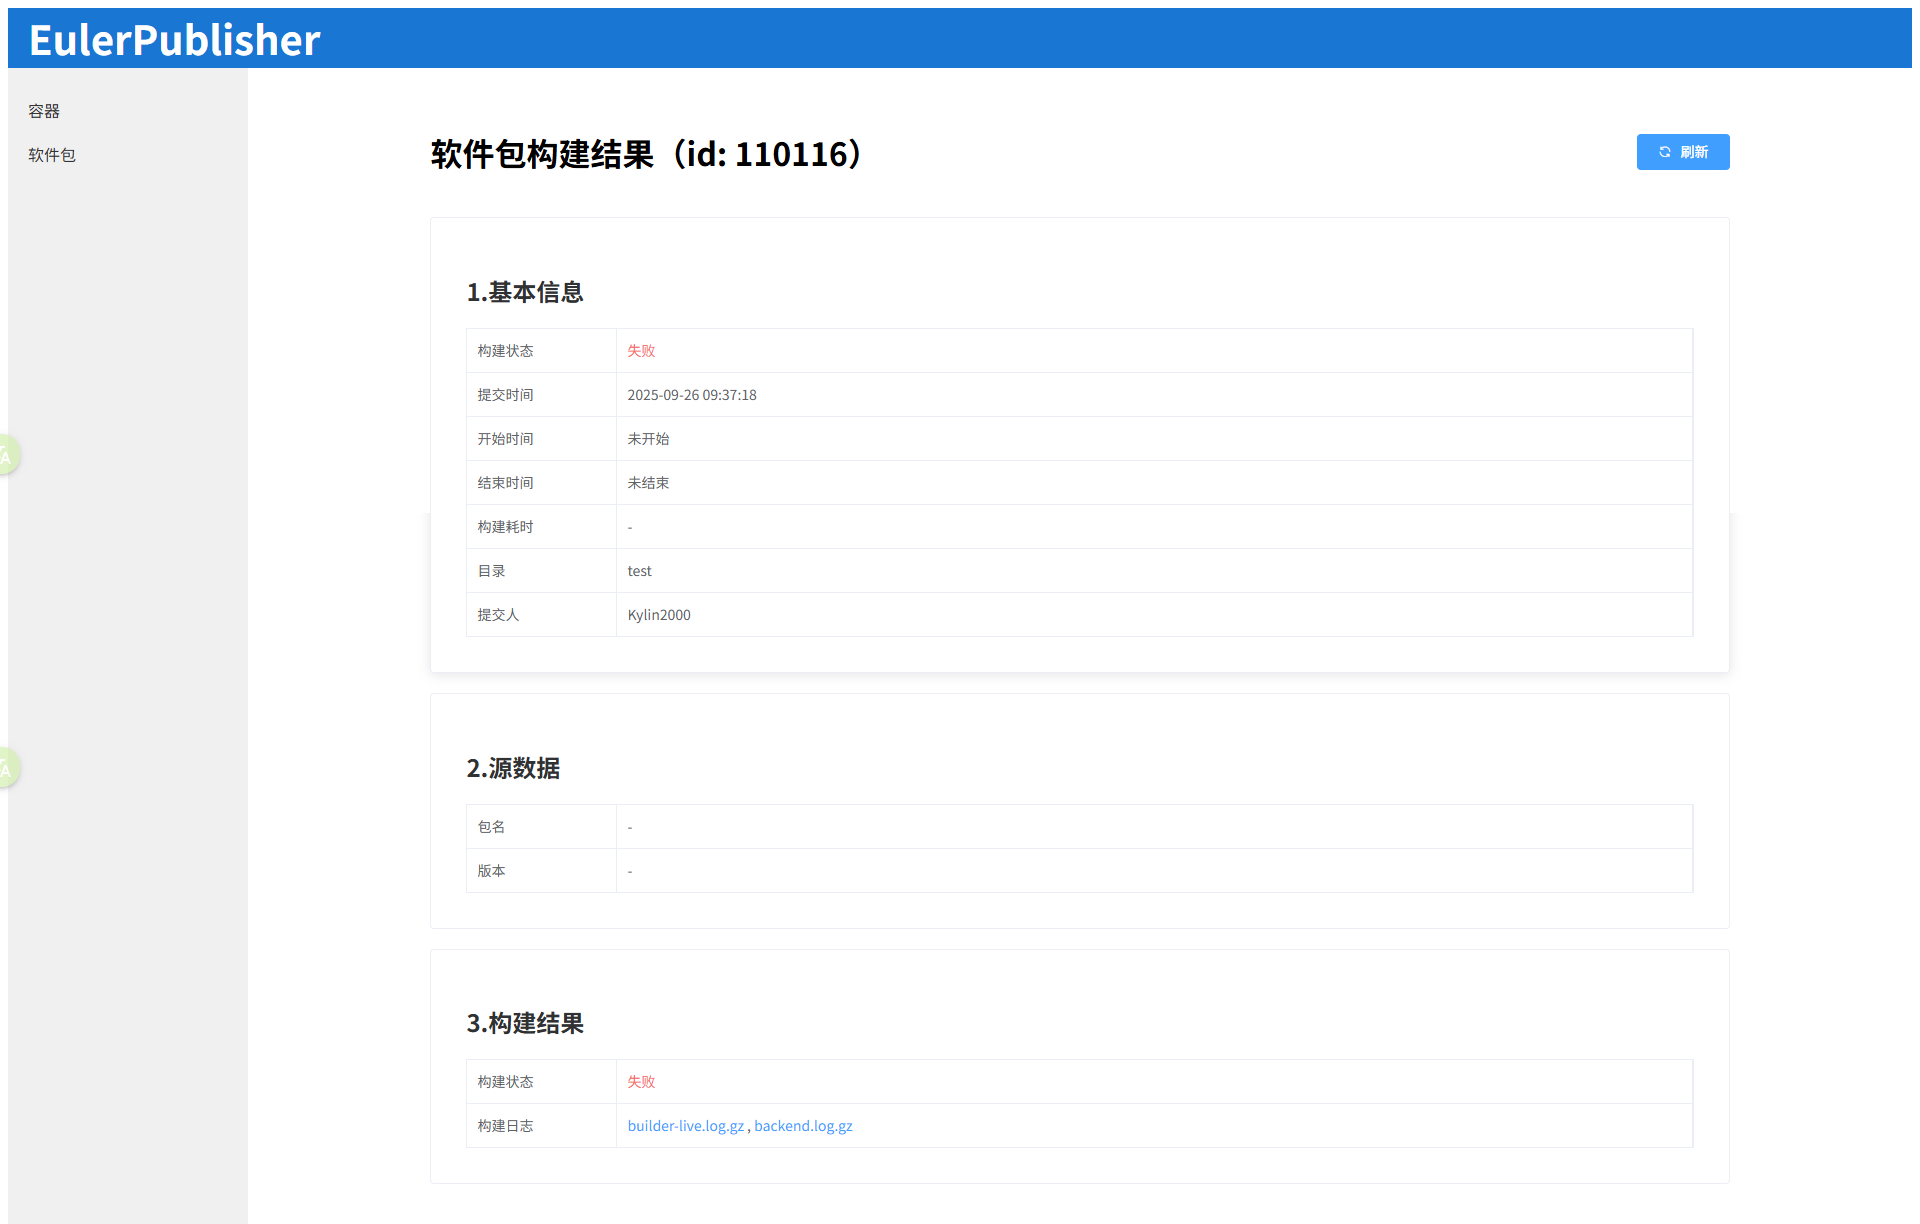 EulerPublisher
容器
软件包
软件包构建结果（id: 110116）
刷新
1.基本信息
构建状态 失败
提交时间 2025-09-26 09:37:18
开始时间 未开始
结束时间 未结束
构建耗时 -
目录 test
提交人 Kylin2000
2.源数据
包名 -
版本 -
3.构建结果
构建状态 失败
构建日志 builder-live.log.gz , backend.log.gz